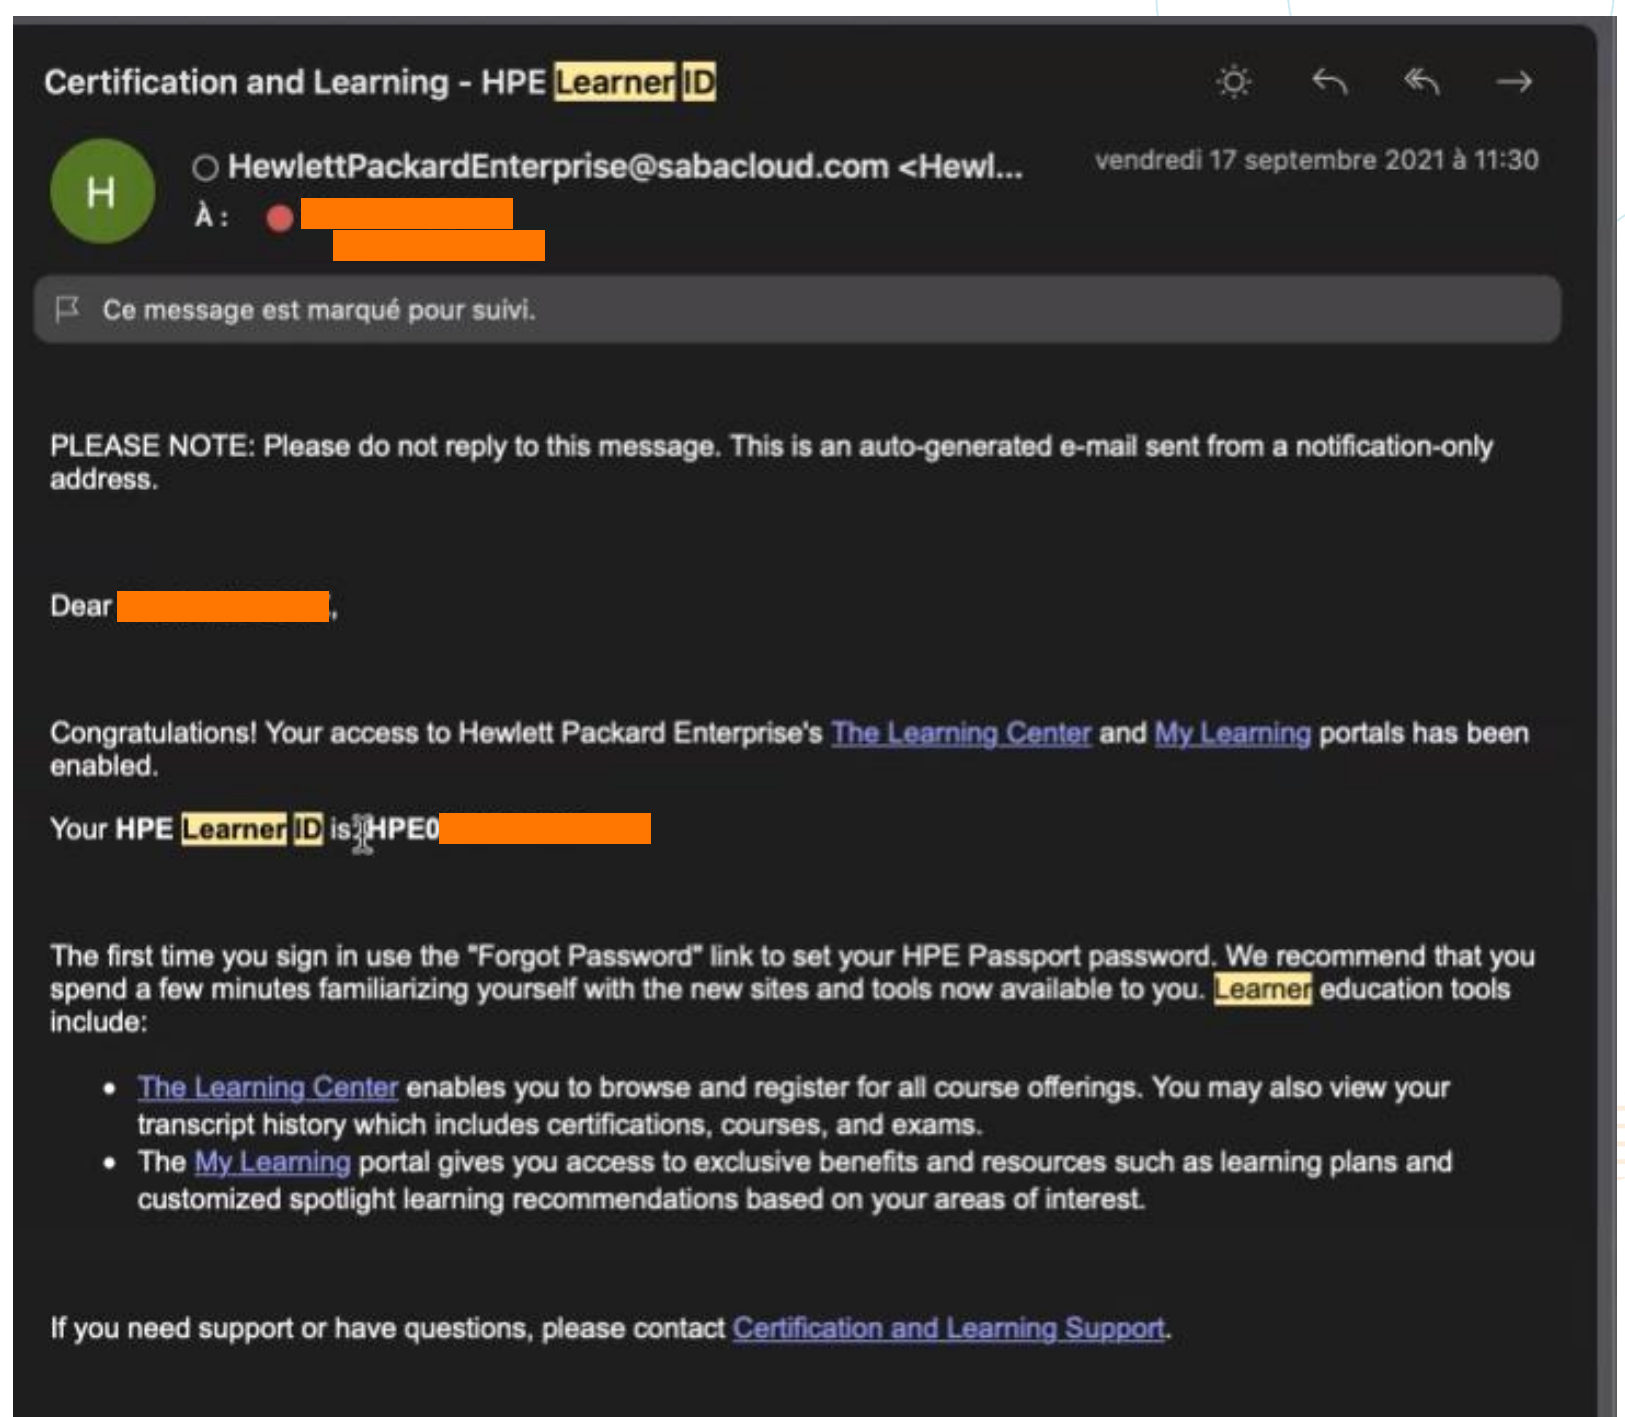 Certification and Learning - HPE Learner ID
H
HewlettPackardEnterprise@sabacloud.com <Hewl...
vendredi 17 septembre 2021 à 11:30
À :
Ce message est marqué pour suivi.
PLEASE NOTE: Please do not reply to this message. This is an auto-generated e-mail sent from a notification-only
address.
Dear ,
Congratulations! Your access to Hewlett Packard Enterprise's The Learning Center and My Learning portals has been
enabled.
Your HPE Learner ID is: HPE0
The first time you sign in use the "Forgot Password" link to set your HPE Passport password. We recommend that you
spend a few minutes familiarizing yourself with the new sites and tools now available to you. Learner education tools
include:
• The Learning Center enables you to browse and register for all course offerings. You may also view your
transcript history which includes certifications, courses, and exams.
• The My Learning portal gives you access to exclusive benefits and resources such as learning plans and
customized spotlight learning recommendations based on your areas of interest.
If you need support or have questions, please contact Certification and Learning Support.